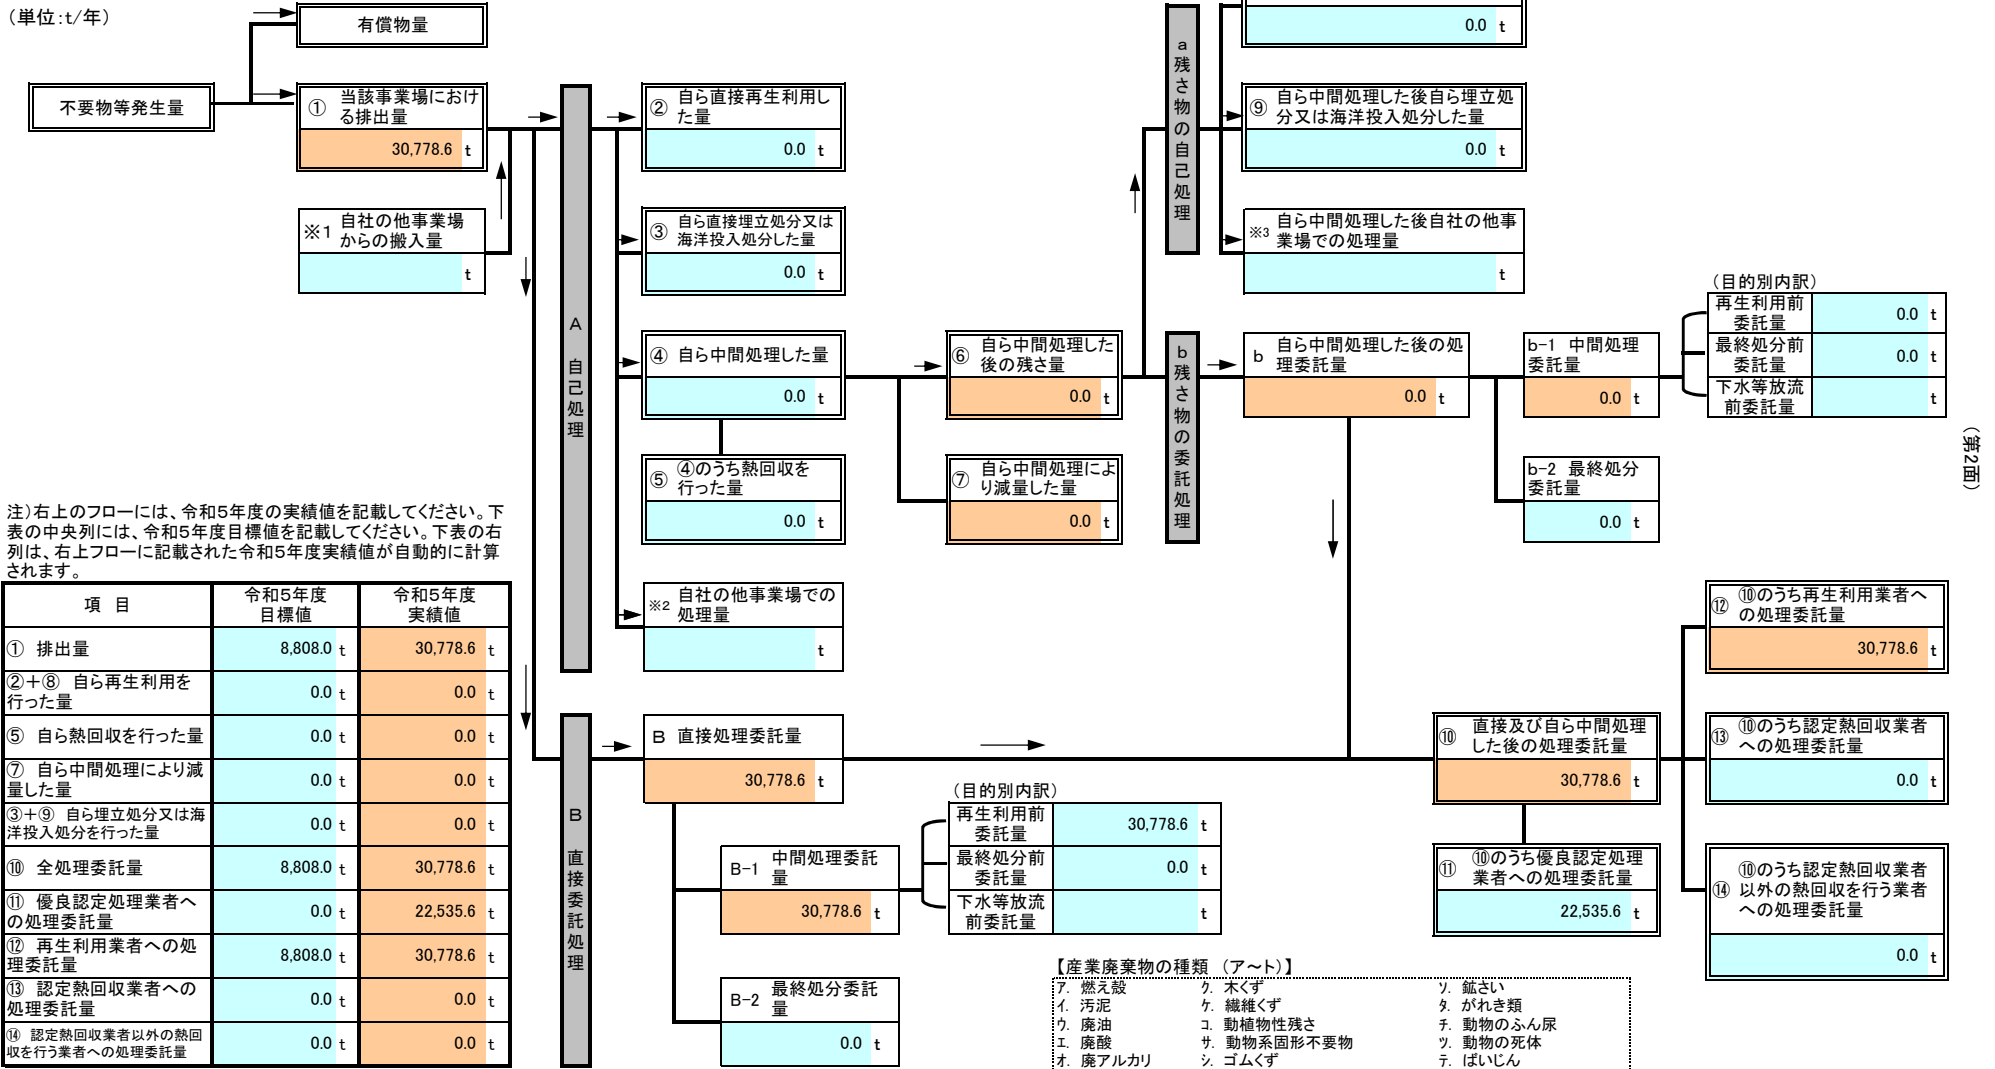 （単位：t/年）
有償物量
不要物等発生量
① 当該事業場におけ
る排出量
30,778.6 t
※1 自社の他事業場
からの搬入量
t
A 自己処理
② 自ら直接再生利用し
た量
0.0 t
③ 自ら直接埋立処分又は
海洋投入処分した量
0.0 t
④ 自ら中間処理した量
0.0 t
⑤ ④のうち熱回収を
行った量
0.0 t
※2 自社の他事業場での
処理量
t
⑥ 自ら中間処理した
後の残さ量
0.0 t
⑦ 自ら中間処理によ
り減量した量
0.0 t
a残さ物の自己処理
0.0 t
⑨ 自ら中間処理した後自ら埋立処
分又は海洋投入処分した量
0.0 t
※3 自ら中間処理した後自社の他事
業場での処理量
t
b残さ物の委託処理
b 自ら中間処理した後の処
理委託量
0.0 t
b-1 中間処理
委託量
0.0 t
b-2 最終処分
委託量
0.0 t
（目的別内訳）
再生利用前
委託量
0.0 t
最終処分前
委託量
0.0 t
下水等放流
前委託量
t
（第2面）
注）右上のフローには、令和5年度の実績値を記載してください。下
表の中央列には、令和5年度目標値を記載してください。下表の右
列は、右上フローに記載された令和5年度実績値が自動的に計算
されます。
項 目
令和5年度
目標値
令和5年度
実績値
① 排出量
8,808.0 t
30,778.6 t
②＋⑧ 自ら再生利用を
行った量
0.0 t
0.0 t
⑤ 自ら熱回収を行った量
0.0 t
0.0 t
⑦ 自ら中間処理により減
量した量
0.0 t
0.0 t
③＋⑨ 自ら埋立処分又は海
洋投入処分を行った量
0.0 t
0.0 t
⑩ 全処理委託量
8,808.0 t
30,778.6 t
⑪ 優良認定処理業者へ
の処理委託量
0.0 t
22,535.6 t
⑫ 再生利用業者への処
理委託量
8,808.0 t
30,778.6 t
⑬ 認定熱回収業者への
処理委託量
0.0 t
0.0 t
⑭ 認定熱回収業者以外の熱回
収を行う業者への処理委託量
0.0 t
0.0 t
B 直接委託処理
B 直接処理委託量
30,778.6 t
B-1 中間処理委託
量
30,778.6 t
B-2 最終処分委託
量
0.0 t
（目的別内訳）
再生利用前
委託量
30,778.6 t
最終処分前
委託量
0.0 t
下水等放流
前委託量
t
⑩ 直接及び自ら中間処理
した後の処理委託量
30,778.6 t
⑪ ⑩のうち優良認定処理
業者への処理委託量
22,535.6 t
⑫ ⑩のうち再生利用業者へ
の処理委託量
30,778.6 t
⑬ ⑩のうち認定熱回収業者
への処理委託量
0.0 t
⑭ ⑩のうち認定熱回収業者
以外の熱回収を行う業者
への処理委託量
0.0 t
【産業廃棄物の種類 （ア～ト）】
ア. 燃え殻 ク. 木くず ソ. 鉱さい
イ. 汚泥 ケ. 繊維くず タ. がれき類
ウ. 廃油 コ. 動植物性残さ チ. 動物のふん尿
エ. 廃酸 サ. 動物系固形不要物 ツ. 動物の死体
オ. 廃アルカリ シ. ゴムくず テ. ばいじん